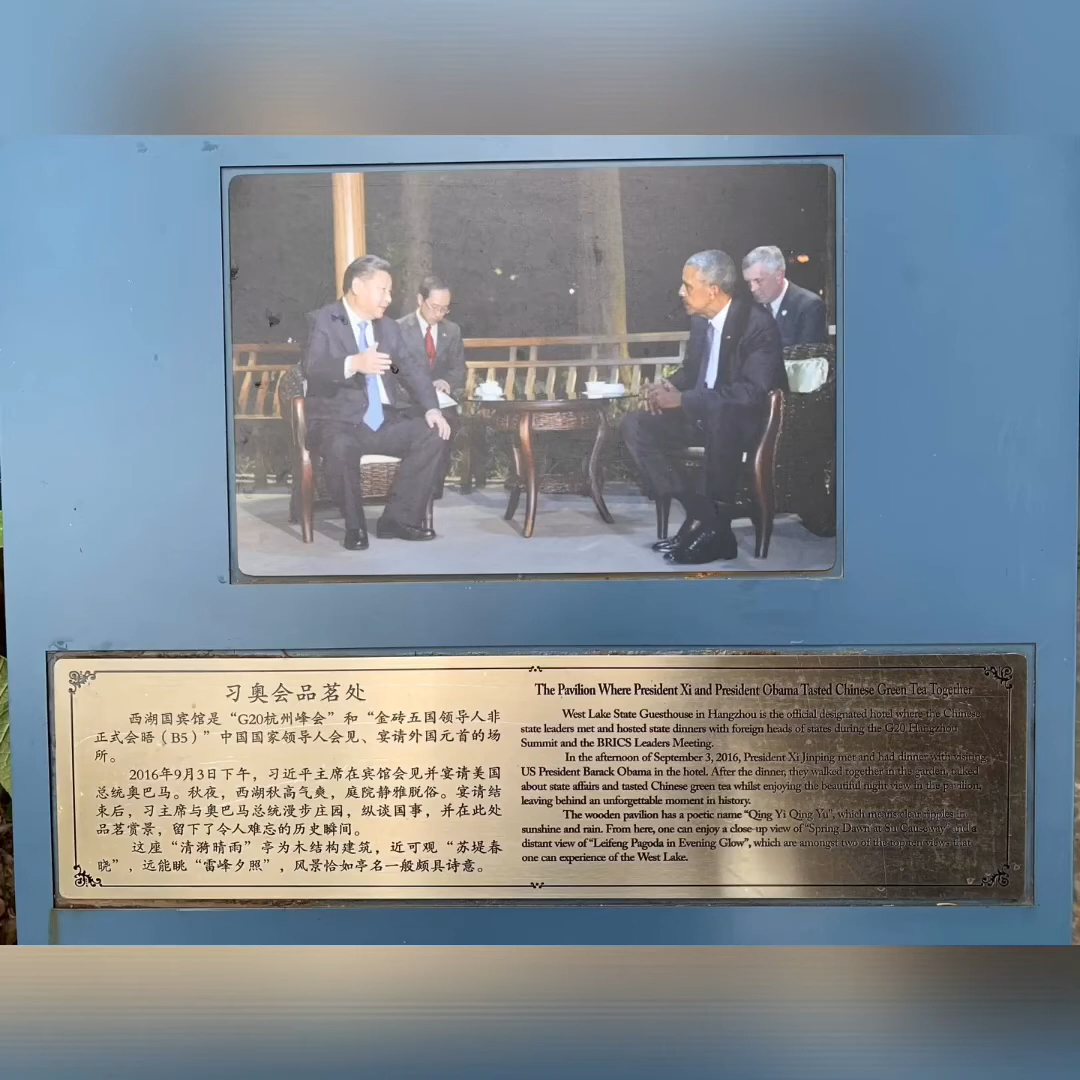 习奥会品茗处
西湖国宾馆是“G20杭州峰会”和“金砖五国领导人非
正式会晤（B5）”中国国家领导人会见、宴请外国元首的场
所。
2016年9月3日下午，习近平主席在宾馆会见并宴请美国
总统奥巴马。秋夜，西湖秋高气爽，庭院静雅脱俗。宴请结
束后，习主席与奥巴马总统漫步庄园，纵谈国事，并在此处
品茗赏景，留下了令人难忘的历史瞬间。
这座“清漪晴雨”亭为木结构建筑，近可观“苏堤春
晓”，远能眺“雷峰夕照”，风景恰如亭名一般颇具诗意。
The Pavilion Where President Xi and President Obama Tasted Chinese Green Tea Together
West Lake State Guesthouse in Hangzhou is the official designated hotel where the Chinese
state leaders met and hosted state dinners with foreign heads of states during the G20 Hangzhou
Summit and the BRICS Leaders Meeting.
In the afternoon of September 3, 2016, President Xi Jinping met and had dinner with visiting
US President Barack Obama in the hotel. After the dinner, they walked together in the garden, talked
about state affairs and tasted Chinese green tea whilst enjoying the beautiful night view in the pavilion,
leaving behind an unforgettable moment in history.
The wooden pavilion has a poetic name “Qing Yi Qing Yu”, which means clear ripples in
sunshine and rain. From here, one can enjoy a close-up view of “Spring Dawn at Su Causeway” and a
distant view of “Leifeng Pagoda in Evening Glow”, which are amongst two of the top ten views that
one can experience of the West Lake.